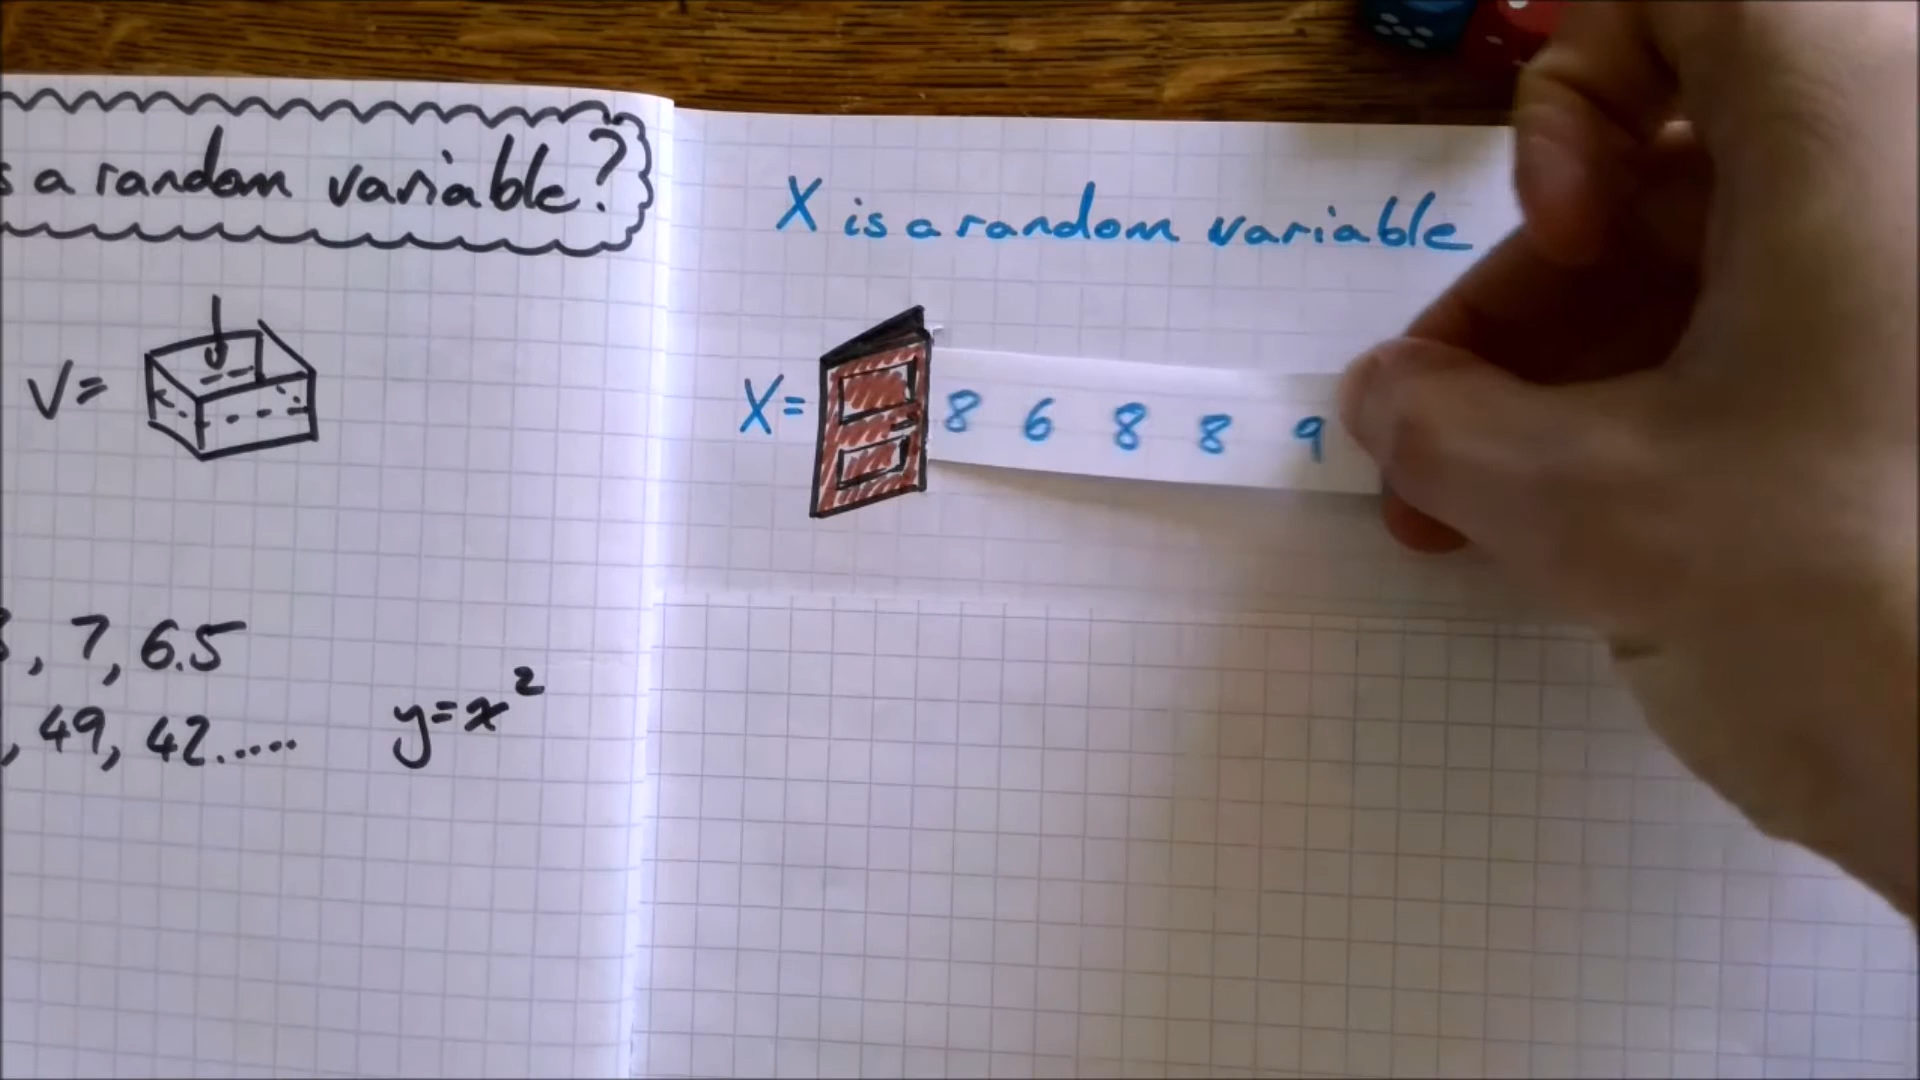 s a random variable?
V=
, 7, 6.5
, 49, 42.....
y=x²
X is a random variable
X= 8 6 8 8 9